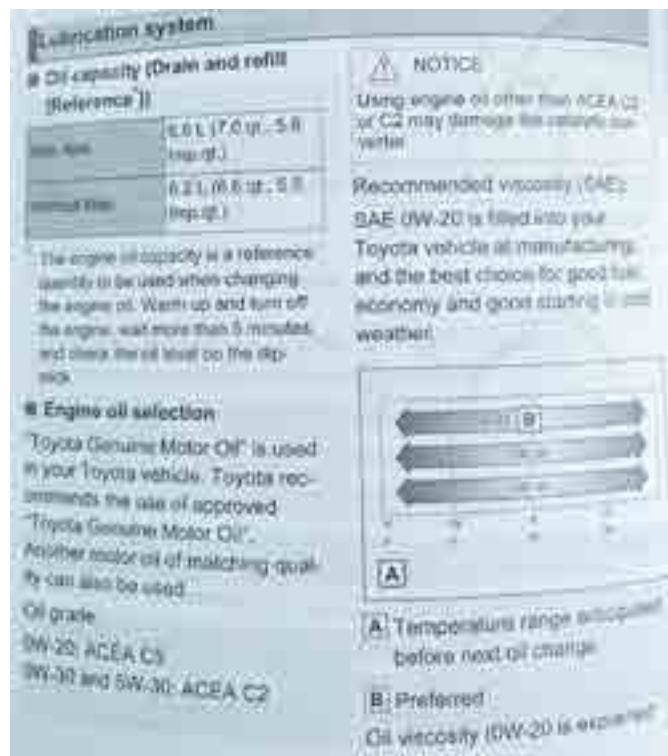 Lubrication system
■ Oil capacity (Drain and refill
[Reference*])
6.6 L (7.0 qt., 5.8
Imp.qt.)
6.2 L (6.6 qt., 5.5
Imp.qt.)
The engine oil capacity is a reference
quantity to be used when changing
the engine oil. Warm up and turn off
the engine, wait more than 5 minutes,
and check the oil level on the dip-
stick.
■ Engine oil selection
"Toyota Genuine Motor Oil" is used
in your Toyota vehicle. Toyota rec-
ommends the use of approved
"Toyota Genuine Motor Oil".
Another motor oil of matching qual-
ity can also be used.
Oil grade
0W-20: ACEA C5
0W-30 and 5W-30: ACEA C2
NOTICE
Using engine oil other than ACEA C5
or C2 may damage the catalytic con-
verter.
Recommended viscosity (SAE):
SAE 0W-20 is filled into your
Toyota vehicle at manufacturing,
and the best choice for good fuel
economy and good starting in cold
weather.
B
A
A Temperature range anticipated
before next oil change
B Preferred
Oil viscosity (0W-20 is explained